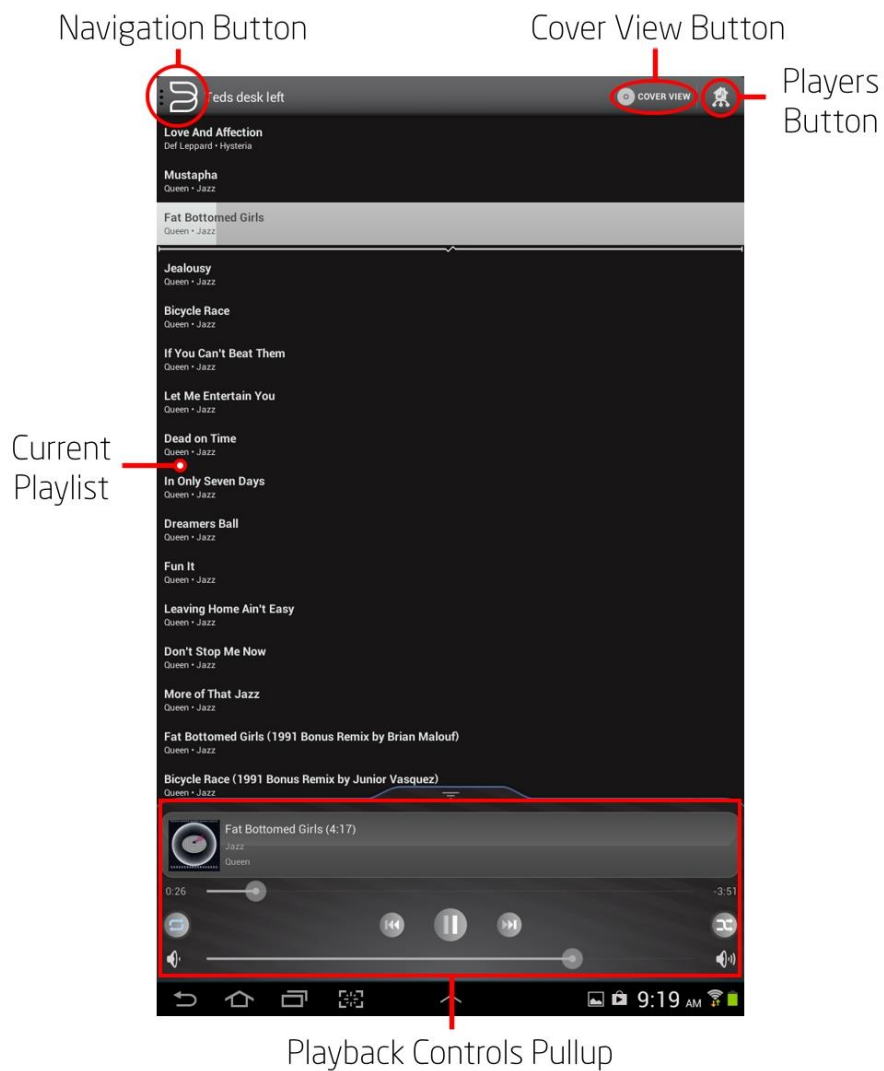 Navigation Button
Cover View Button
Players
Button
Teds desk left
COVER VIEW
Love And Affection
Def Leppard • Hysteria
Mustapha
Queen • Jazz
Fat Bottomed Girls
Queen • Jazz
Jealousy
Queen • Jazz
Bicycle Race
Queen • Jazz
If You Can't Beat Them
Queen • Jazz
Let Me Entertain You
Queen • Jazz
Dead on Time
Queen • Jazz
Current
Playlist
In Only Seven Days
Queen • Jazz
Dreamers Ball
Queen • Jazz
Fun It
Queen • Jazz
Leaving Home Ain't Easy
Queen • Jazz
Don't Stop Me Now
Queen • Jazz
More of That Jazz
Queen • Jazz
Fat Bottomed Girls (1991 Bonus Remix by Brian Malouf)
Queen • Jazz
Bicycle Race (1991 Bonus Remix by Junior Vasquez)
Queen • Jazz
Fat Bottomed Girls (4:17)
Jazz
Queen
0:26
-3:51
9:19 AM
Playback Controls Pullup